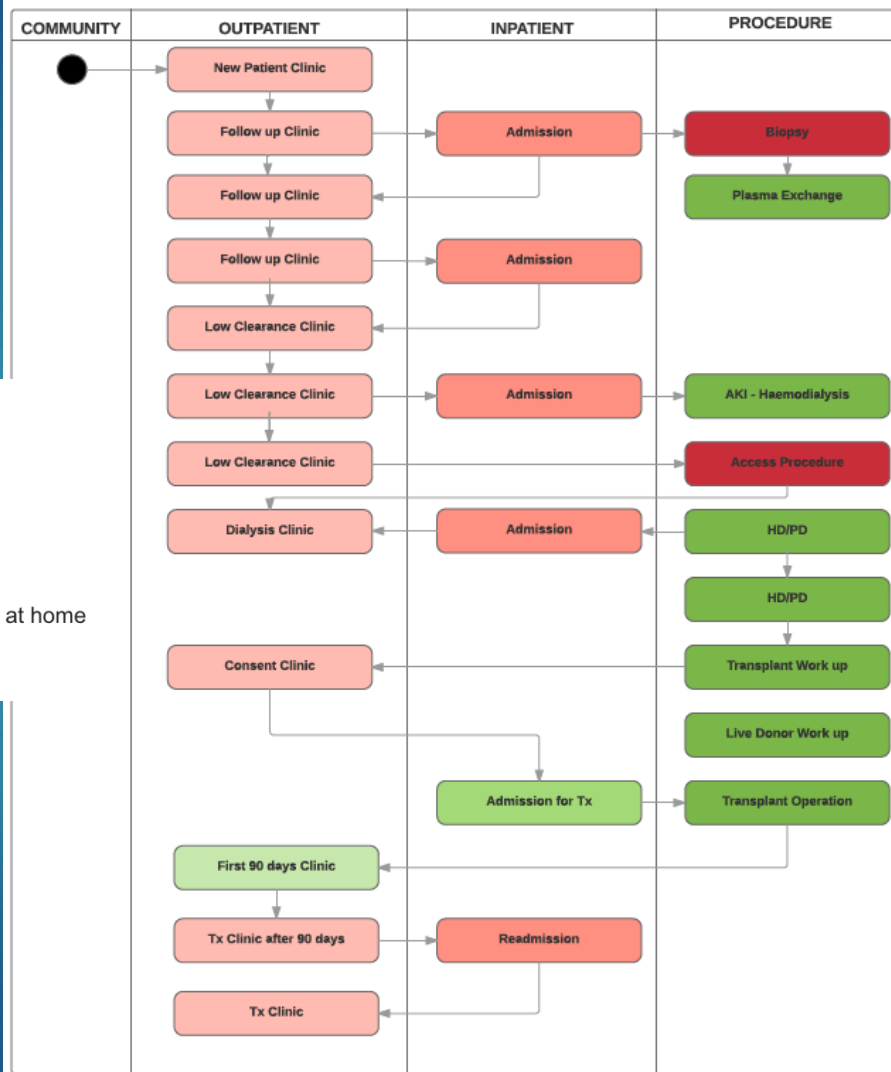 COMMUNITY OUTPATIENT INPATIENT PROCEDURE
New Patient Clinic
Follow up Clinic Admission Biopsy
Follow up Clinic Plasma Exchange
Follow up Clinic Admission
Low Clearance Clinic
Low Clearance Clinic Admission AKI - Haemodialysis
Low Clearance Clinic Access Procedure
Dialysis Clinic Admission HD/PD
HD/PD
at home
Consent Clinic Transplant Work up
Live Donor Work up
Admission for Tx Transplant Operation
First 90 days Clinic
Tx Clinic after 90 days Readmission
Tx Clinic